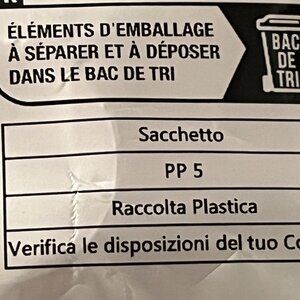 ÉLÉMENTS D'EMBALLAGE
À SÉPARER ET À DÉPOSER
DANS LE BAC DE TRI
BAC
DE
TRI
Sacchetto
PP 5
Raccolta Plastica
Verifica le disposizioni del tuo Co